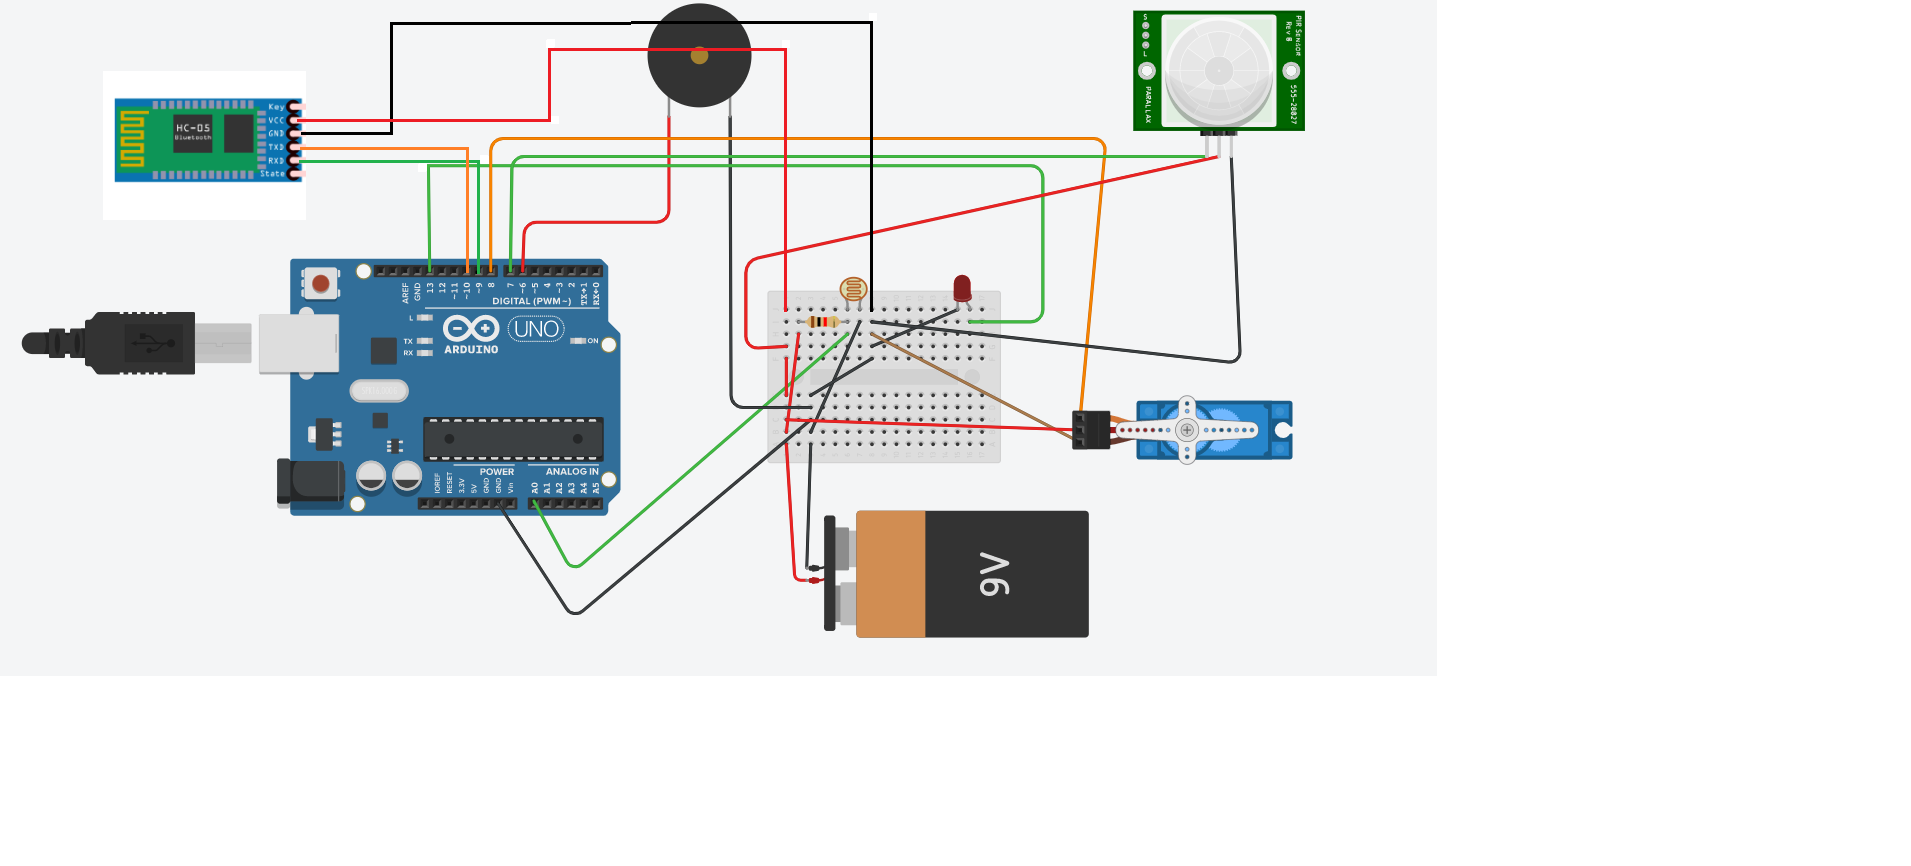 Key
VCC
GND
TXD
RXD
State
HC-05
Bluetooth
S
L
PIR SENSOR
Rev B
PARALLAX
555-28027
AREF
GND
13
12
~11
~10
~9
8
7
~6
~5
4
~3
2
TX→1
RX←0
DIGITAL (PWM~)
L
TX
RX
UNO
ARDUINO
ON
POWER
ANALOG IN
IOREF
RESET
3.3V
5V
GND
GND
Vin
A0
A1
A2
A3
A4
A5
9V